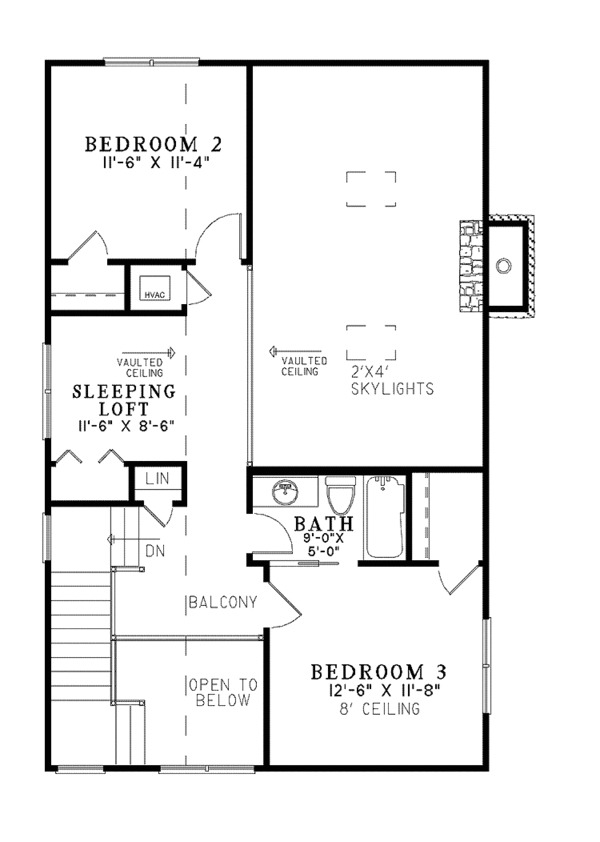 BEDROOM 2
11'-6" X 11'-4"
HVAC
VAULTED
CEILING
VAULTED
CEILING
2'X4'
SKYLIGHTS
SLEEPING
LOFT
11'-6" X 8'-6"
LIN
BATH
9'-0"X
5'-0"
DN
BALCONY
BEDROOM 3
12'-6" X 11'-8"
8' CEILING
OPEN TO
BELOW